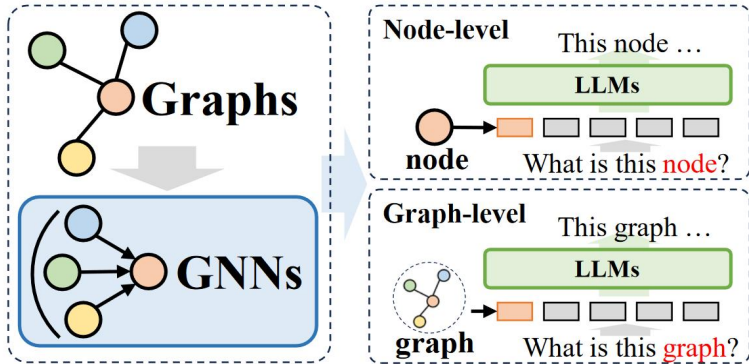 Graphs
GNNs
Node-level
This node ...
LLMs
node
What is this node?
Graph-level
This graph ...
LLMs
graph
What is this graph?